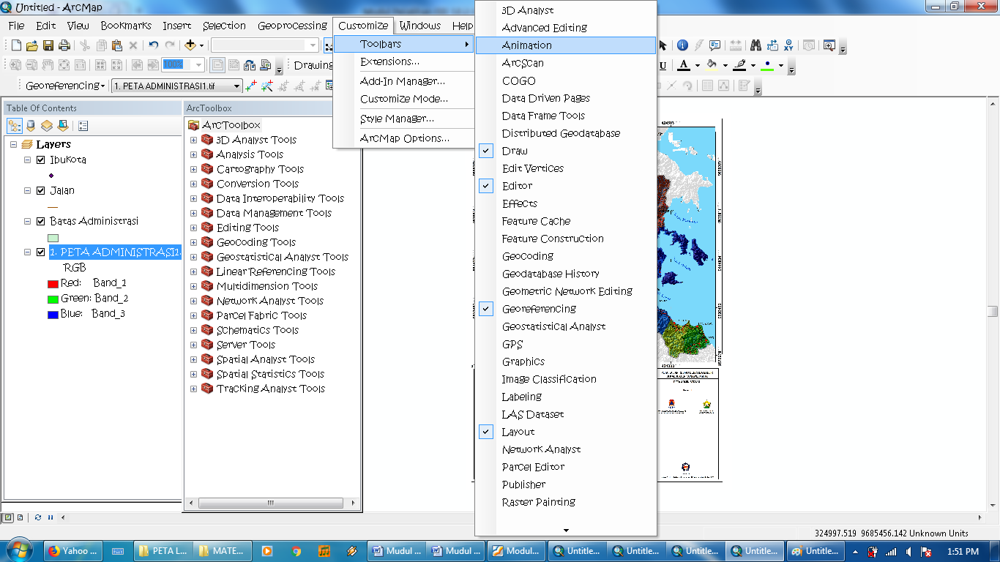 Untitled - ArcMap
File Edit View Bookmarks Insert Selection Geoprocessing Customize Windows Help
100%
Drawing
Georeferencing
1. PETA ADMINISTRASI1.tif
U A A
XY
Toolbars
Extensions...
Add-In Manager...
Customize Mode...
Style Manager...
ArcMap Options...
3D Analyst
Advanced Editing
Animation
ArcScan
COGO
Data Driven Pages
Data Frame Tools
Distributed Geodatabase
Draw
Edit Vertices
Editor
Effects
Feature Cache
Feature Construction
Geocoding
Geodatabase History
Geometric Network Editing
Georeferencing
Geostatistical Analyst
GPS
Graphics
Image Classification
Labeling
LAS Dataset
Layout
Network Analyst
Parcel Editor
Publisher
Raster Painting
Table Of Contents
Layers
Ibukota
Jalan
Batas Administrasi
1. PETA ADMINISTRASI1.
RGB
Red: Band_1
Green: Band_2
Blue: Band_3
ArcToolbox
ArcToolbox
3D Analyst Tools
Analysis Tools
Cartography Tools
Conversion Tools
Data Interoperability Tools
Data Management Tools
Editing Tools
Geocoding Tools
Geostatistical Analyst Tools
Linear Referencing Tools
Multidimension Tools
Network Analyst Tools
Parcel Fabric Tools
Schematics Tools
Server Tools
Spatial Analyst Tools
Spatial Statistics Tools
Tracking Analyst Tools
PETA ADMINISTRASI
324997.519 9685456.142 Unknown Units
Yahoo ...
PETA L...
MATE...
Mudul ...
Mudul ...
Modul...
Untitle...
Untitle...
Untitle...
Untitle...
Untitle...
1:51 PM